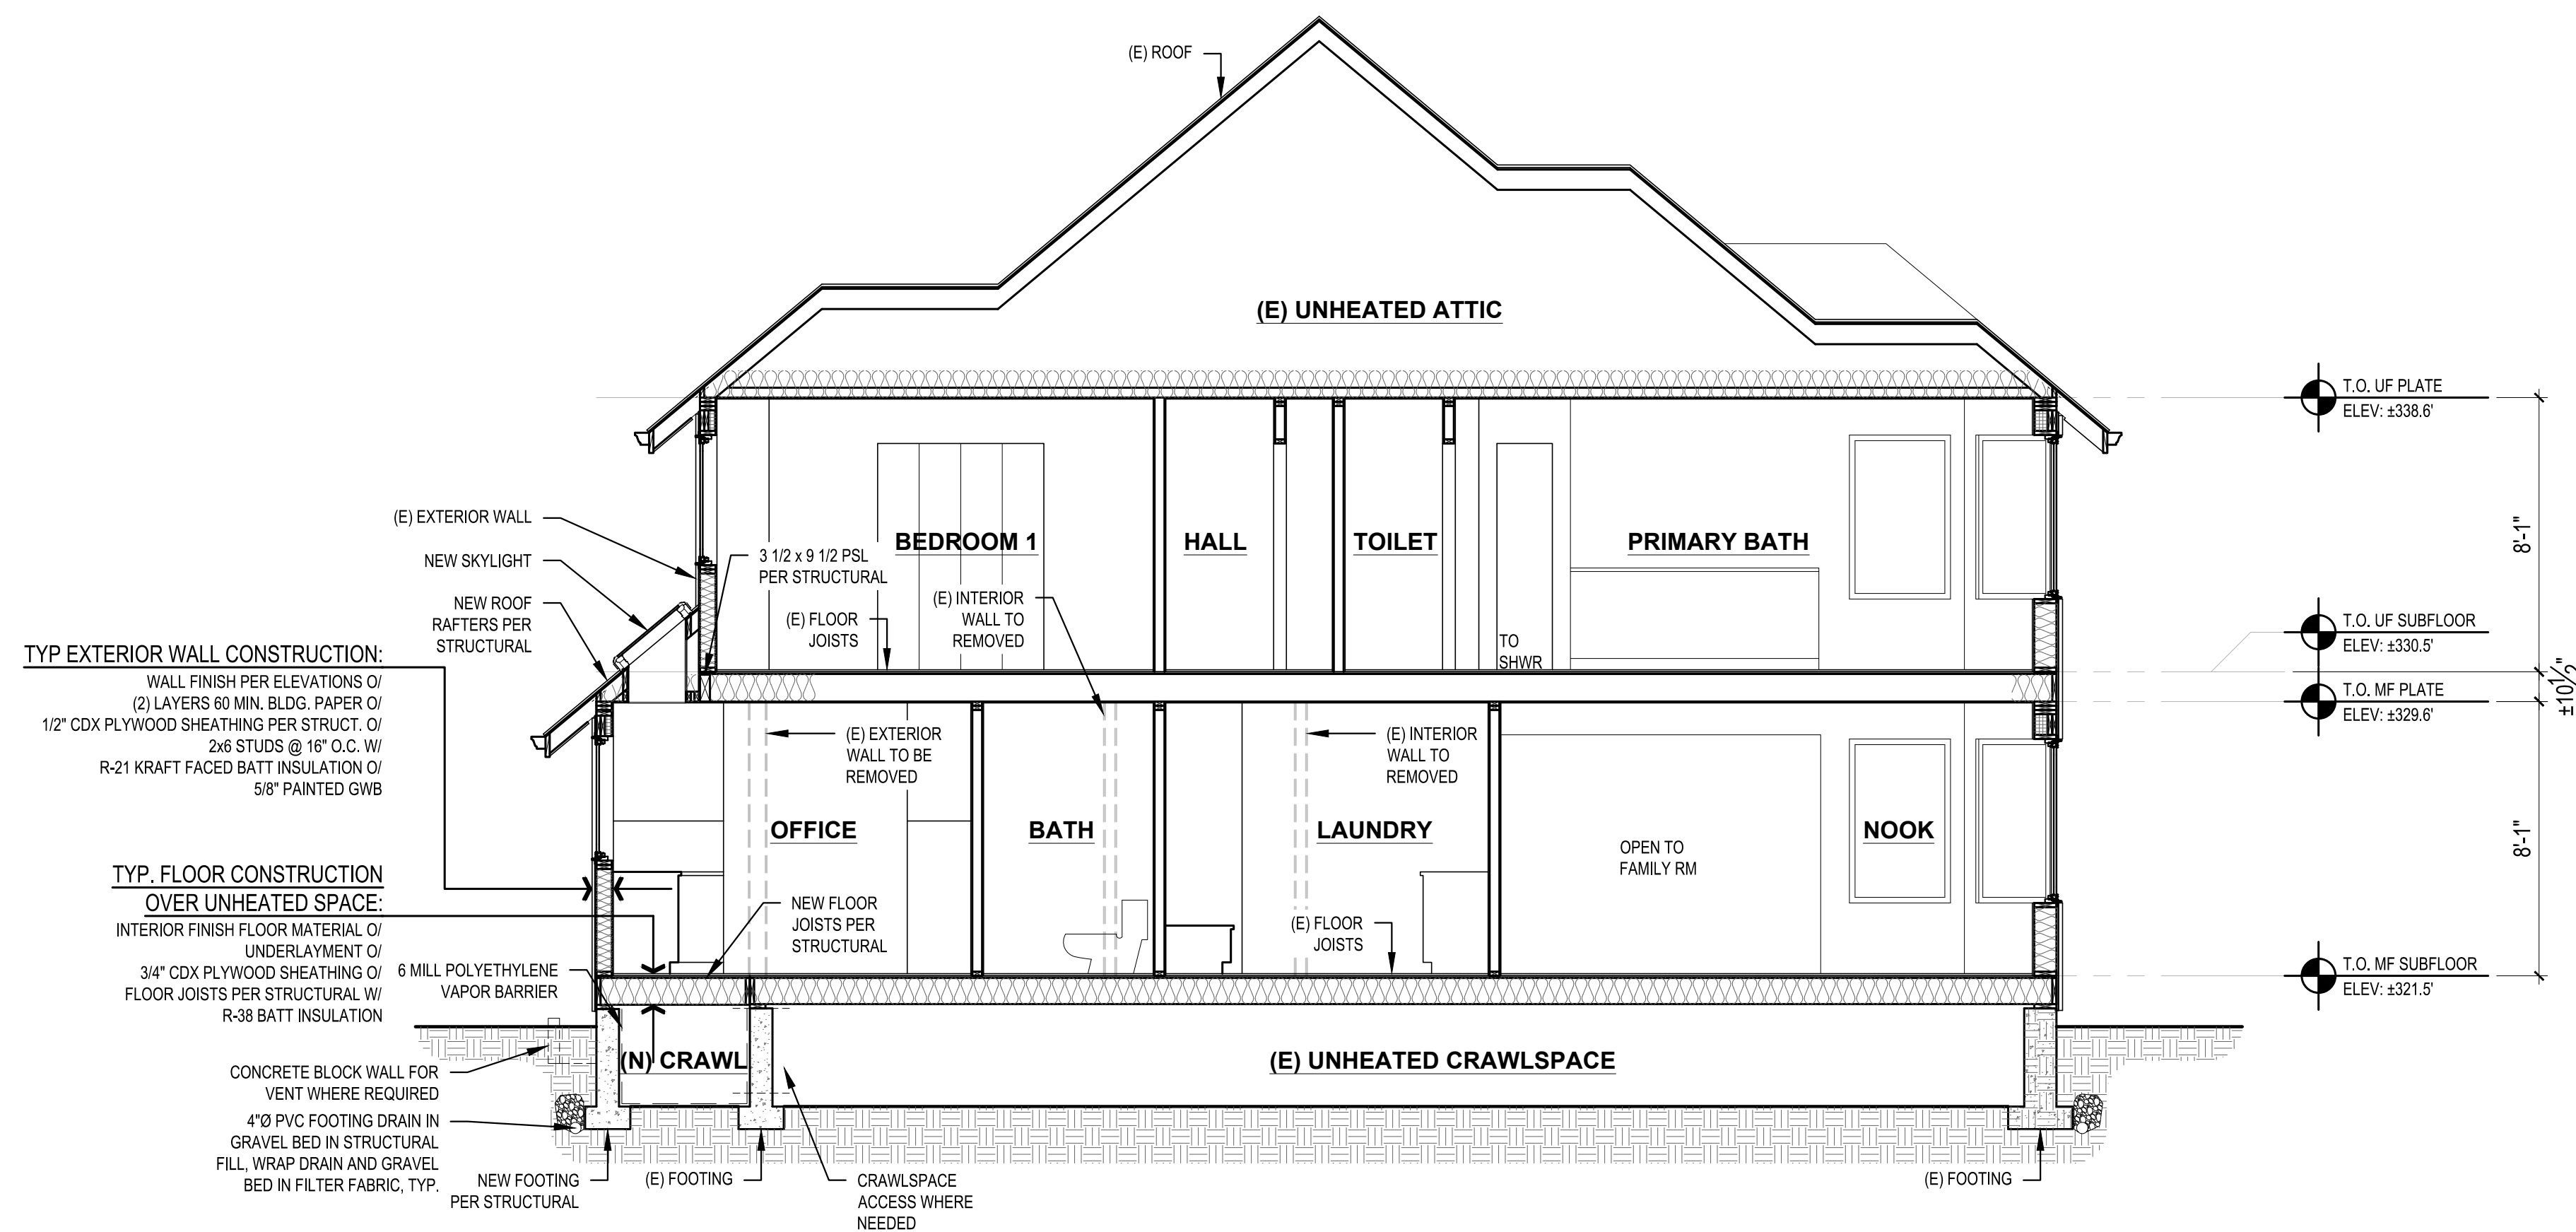 (E) ROOF
(E) UNHEATED ATTIC
T.O. UF PLATE
ELEV: ±338.6'
8'-1"
(E) EXTERIOR WALL
NEW SKYLIGHT
NEW ROOF
RAFTERS PER
STRUCTURAL
3 1/2 x 9 1/2 PSL
PER STRUCTURAL
BEDROOM 1
HALL
TOILET
PRIMARY BATH
(E) FLOOR
JOISTS
(E) INTERIOR
WALL TO
REMOVED
TO
SHWR
T.O. UF SUBFLOOR
ELEV: ±330.5'
±10 1/2"
T.O. MF PLATE
ELEV: ±329.6'
TYP EXTERIOR WALL CONSTRUCTION:
WALL FINISH PER ELEVATIONS O/
(2) LAYERS 60 MIN. BLDG. PAPER O/
1/2" CDX PLYWOOD SHEATHING PER STRUCT. O/
2x6 STUDS @ 16" O.C. W/
R-21 KRAFT FACED BATT INSULATION O/
5/8" PAINTED GWB
(E) EXTERIOR
WALL TO BE
REMOVED
(E) INTERIOR
WALL TO
REMOVED
OFFICE
BATH
LAUNDRY
OPEN TO
FAMILY RM
NOOK
8'-1"
TYP. FLOOR CONSTRUCTION
OVER UNHEATED SPACE:
INTERIOR FINISH FLOOR MATERIAL O/
UNDERLAYMENT O/
3/4" CDX PLYWOOD SHEATHING O/
FLOOR JOISTS PER STRUCTURAL W/
R-38 BATT INSULATION
6 MILL POLYETHYLENE
VAPOR BARRIER
NEW FLOOR
JOISTS PER
STRUCTURAL
(E) FLOOR
JOISTS
T.O. MF SUBFLOOR
ELEV: ±321.5'
(N) CRAWL
(E) UNHEATED CRAWLSPACE
CONCRETE BLOCK WALL FOR
VENT WHERE REQUIRED
4"Ø PVC FOOTING DRAIN IN
GRAVEL BED IN STRUCTURAL
FILL, WRAP DRAIN AND GRAVEL
BED IN FILTER FABRIC, TYP.
NEW FOOTING
PER STRUCTURAL
(E) FOOTING
CRAWLSPACE
ACCESS WHERE
NEEDED
(E) FOOTING